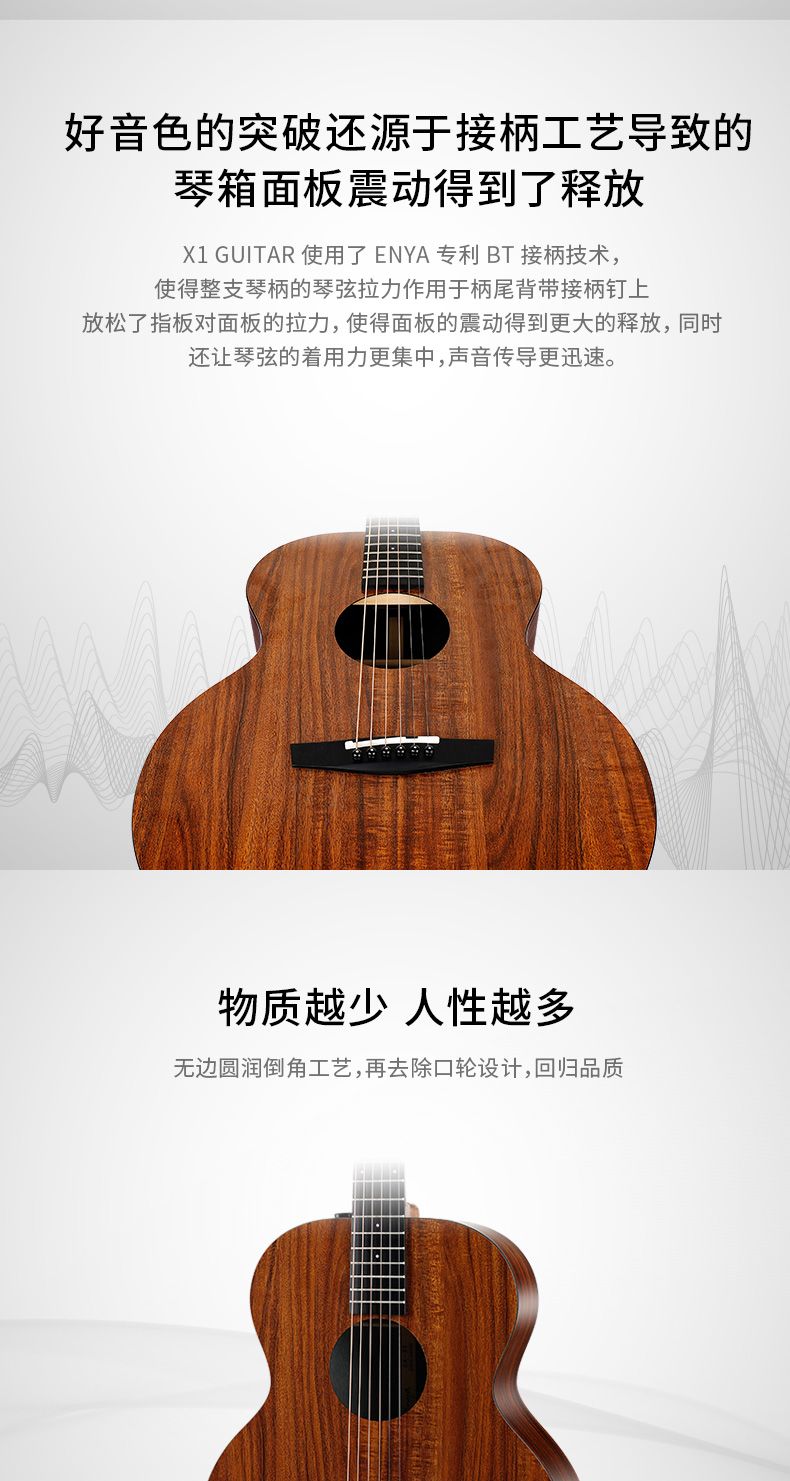 好音色的突破还源于接柄工艺导致的
琴箱面板震动得到了释放
X1 GUITAR 使用了 ENYA 专利 BT 接柄技术，
使得整支琴柄的琴弦拉力作用于柄尾背带接柄钉上
放松了指板对面板的拉力，使得面板的震动得到更大的释放，同时
还让琴弦的着用力更集中，声音传导更迅速。
物质越少 人性越多
无边圆润倒角工艺，再去除口轮设计，回归品质